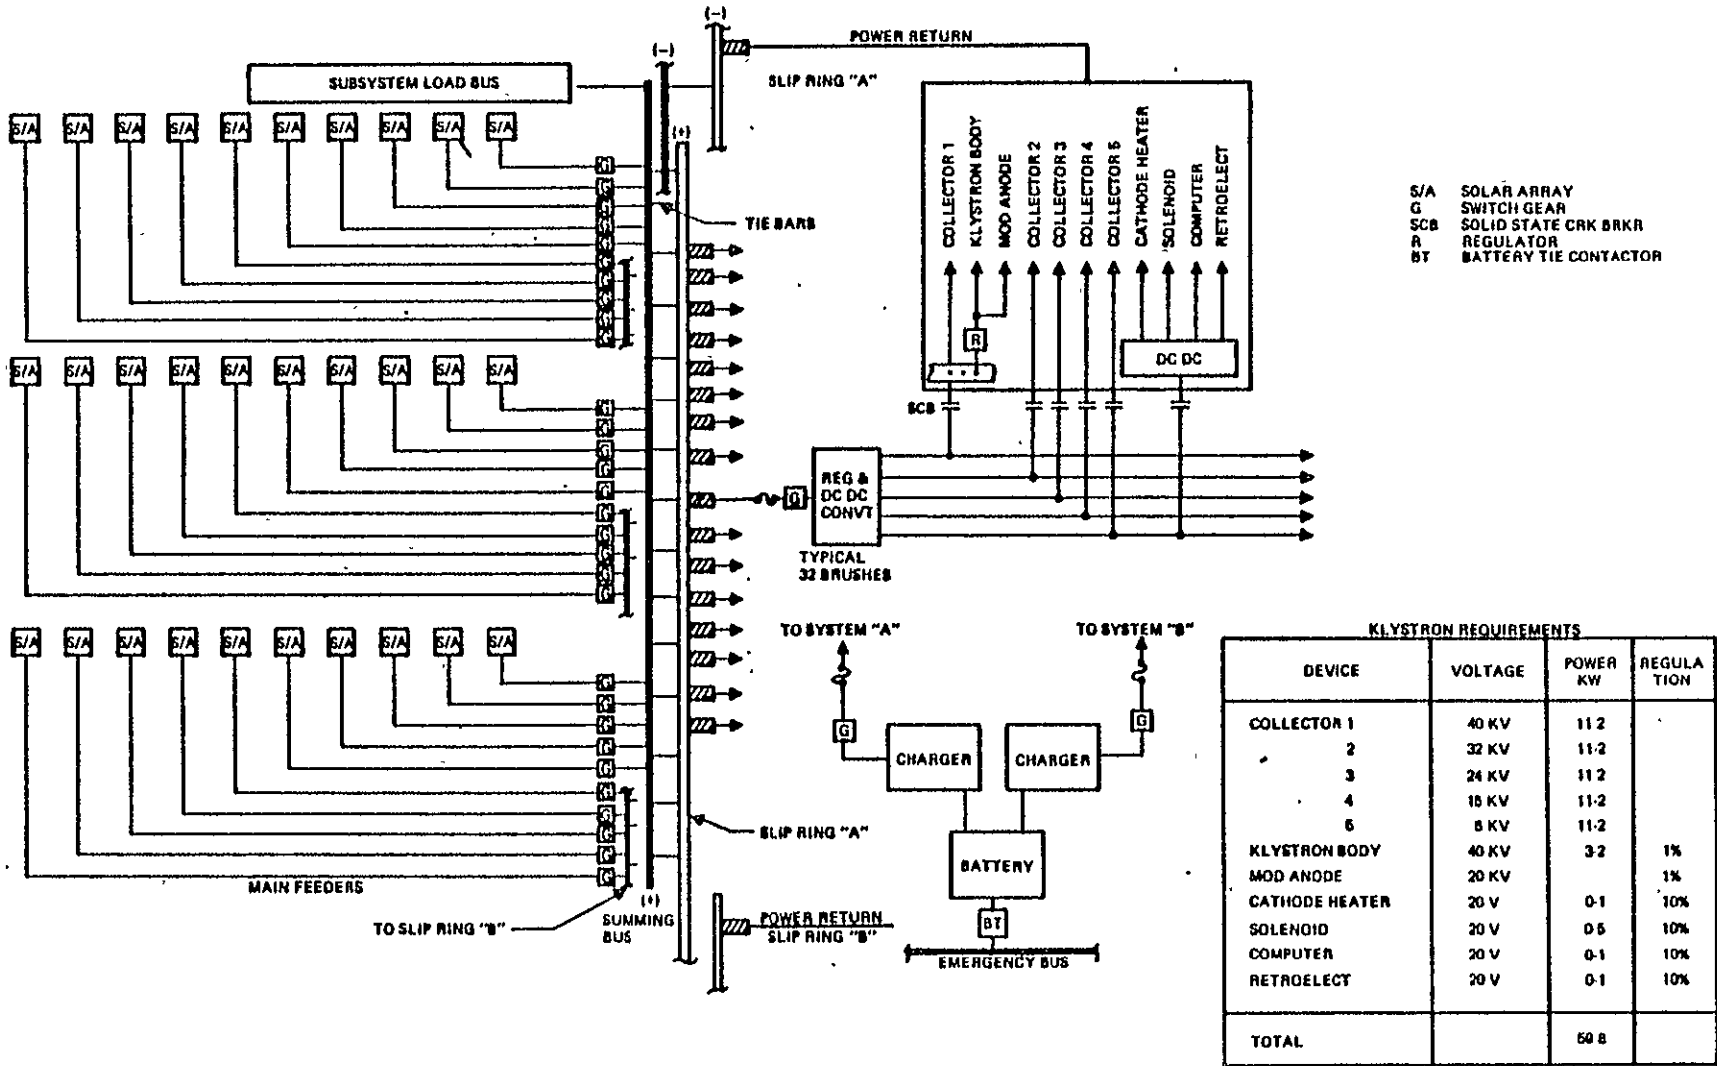 (-)
POWER RETURN
(-)
SLIP RING "A"
SUBSYSTEM LOAD BUS
S/A S/A S/A S/A S/A S/A S/A S/A S/A S/A
(+)
G
G
G
G
G
G
G
G
G
G
TIE BARS
COLLECTOR 1
KLYSTRON BODY
MOD ANODE
COLLECTOR 2
COLLECTOR 3
COLLECTOR 4
COLLECTOR 5
CATHODE HEATER
SOLENOID
COMPUTER
RETROELECT
R
DC DC
SCB
S/A SOLAR ARRAY
G SWITCH GEAR
SCB SOLID STATE CRK BRKR
R REGULATOR
BT BATTERY TIE CONTACTOR
S/A S/A S/A S/A S/A S/A S/A S/A S/A S/A
G
G
G
G
G
G
G
G
G
G
G
REG &
DC DC
CONVT
TYPICAL
32 BRUSHES
S/A S/A S/A S/A S/A S/A S/A S/A S/A S/A
G
G
G
G
G
G
G
G
G
G
MAIN FEEDERS
TO SLIP RING "B"
(+)
SUMMING
BUS
SLIP RING "A"
POWER RETURN
SLIP RING "B"
TO SYSTEM "A"
TO SYSTEM "B"
G
G
CHARGER
CHARGER
BATTERY
BT
EMERGENCY BUS
KLYSTRON REQUIREMENTS
DEVICE VOLTAGE POWER KW REGULA TION
COLLECTOR 1 40 KV 11.2
2 32 KV 11.2
3 24 KV 11.2
4 KV 11.2
KV 11.2
KLYSTRON BODY 40 KV 3.2 1%
MOD ANODE 20 KV 1%
CATHODE HEATER 20 V 0.1 10%
SOLENOID 20 V 0.5 10%
COMPUTER 20 V 0.1 10%
RETROELECT 20 V 0.1 10%
TOTAL